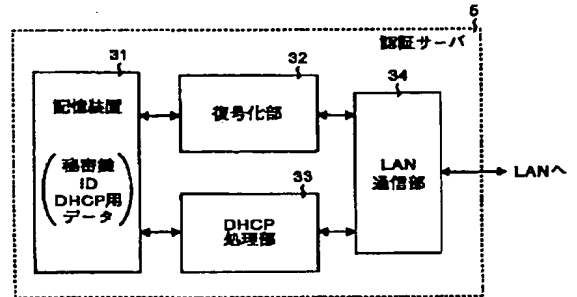 5
認証サーバ
31
記憶装置
秘密鍵
ID
DHCP用
データ
32
復号化部
33
DHCP
処理部
34
LAN
通信部
LANへ